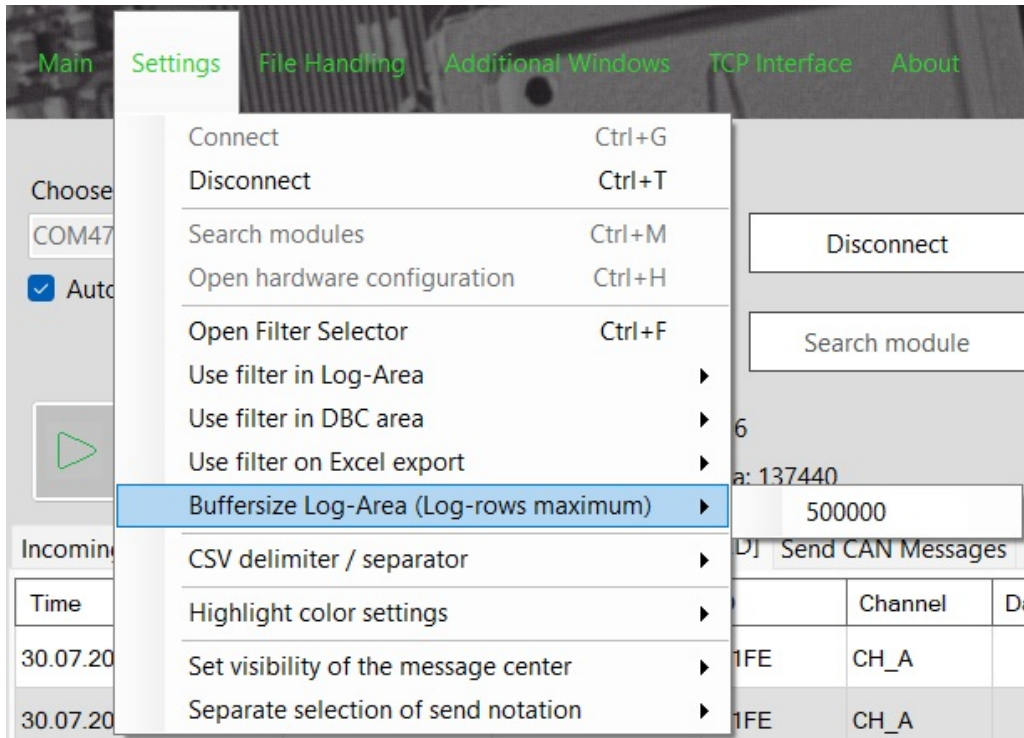 Main Settings File Handling Additional Windows TCP Interface About
Connect Ctrl+G
Disconnect Ctrl+T
Choose
COM47
Search modules Ctrl+M
Disconnect
Open hardware configuration Ctrl+H
Auto
Open Filter Selector Ctrl+F
Search module
Use filter in Log-Area
Use filter in DBC area
6
Use filter on Excel export
a: 137440
Buffersize Log-Area (Log-rows maximum)
500000
Incoming
CSV delimiter / separator
Send CAN Messages
Time
Highlight color settings
Channel
30.07.20
Set visibility of the message center
1FE CH_A
30.07.20
Separate selection of send notation
1FE CH_A